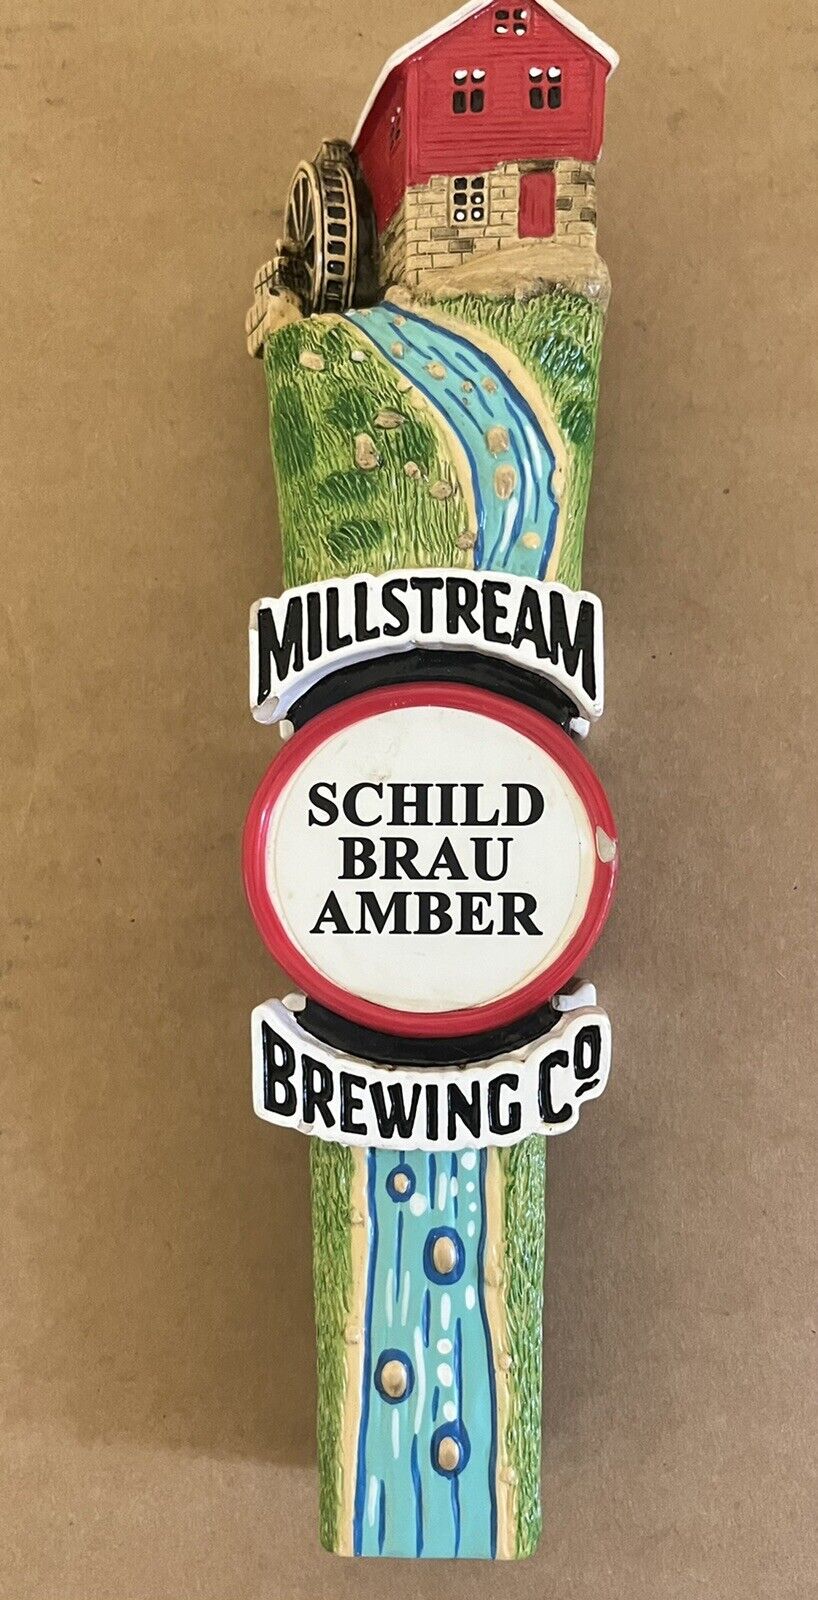 MILLSTREAM
SCHILD
BRAU
AMBER
BREWING Cº